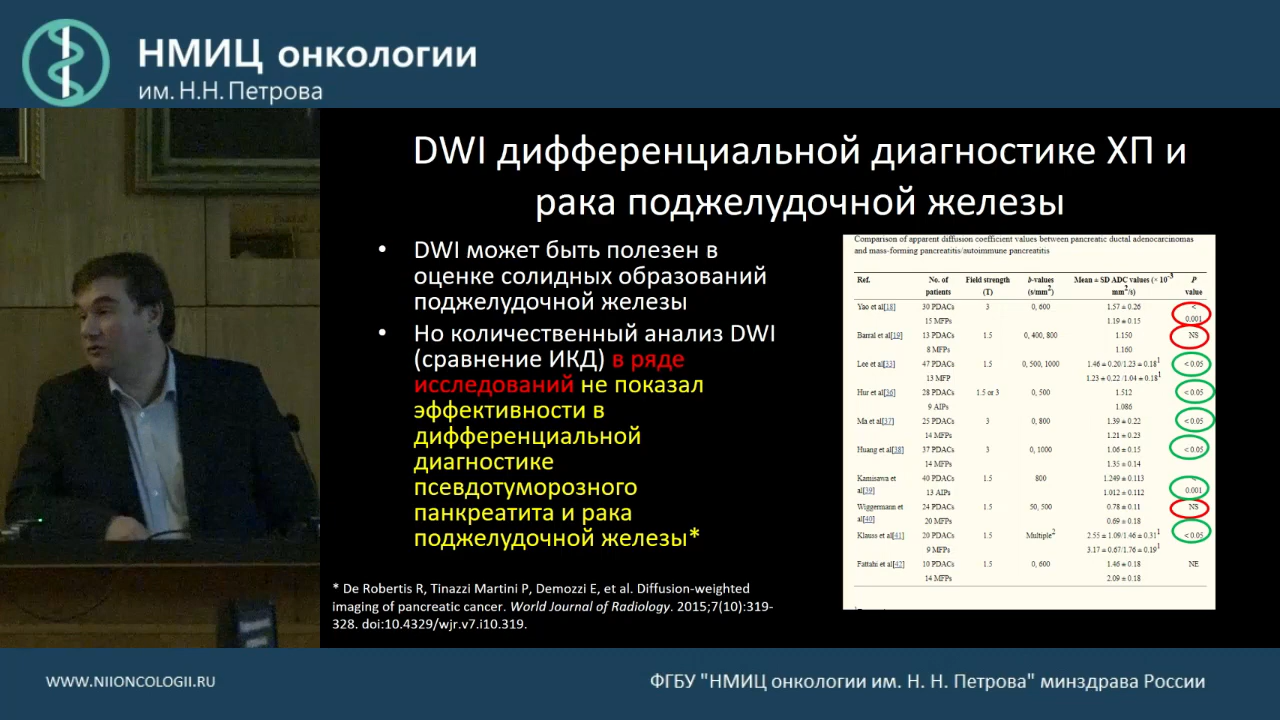 НМИЦ онкологии
им. Н.Н. Петрова
DWI дифференциальной диагностике ХП и
рака поджелудочной железы
• DWI может быть полезен в
оценке солидных образований
поджелудочной железы
• Но количественный анализ DWI
(сравнение ИКД) в ряде
исследований не показал
эффективности в
дифференциальной
диагностике
псевдотуморозного
панкреатита и рака
поджелудочной железы*
* De Robertis R, Tinazzi Martini P, Demozzi E, et al. Diffusion-weighted
imaging of pancreatic cancer. World Journal of Radiology. 2015;7(10):319-
328. doi:10.4329/wjr.v7.i10.319.
Comparison of apparent diffusion coefficient values between pancreatic ductal adenocarcinomas
and mass-forming pancreatitis/autoimmune pancreatitis
Ref. No. of Field strength b-values Mean ± SD ADC values (× 10⁻³ P
patients (T) (s/mm²) mm²/s) value
Yao et al[18] 30 PDACs 3 0, 600 1.57 ± 0.26 <
15 MFPs 1.19 ± 0.15 0.001
Barral et al[19] 13 PDACs 1.5 0, 400, 800 1.150 NS
8 MFPs 1.160
Lee et al[33] 47 PDACs 1.5 0, 500, 1000 1.46 ± 0.20/1.23 ± 0.18¹ < 0.05
13 MFP 1.23 ± 0.22 /1.04 ± 0.18¹
Hur et al[36] 28 PDACs 1.5 or 3 0, 500 1.512 < 0.05
9 AIPs 1.086
Ma et al[37] 25 PDACs 3 0, 800 1.39 ± 0.22 < 0.05
14 MFPs 1.21 ± 0.23
Huang et al[38] 37 PDACs 3 0, 1000 1.06 ± 0.15 < 0.05
14 MFPs 1.35 ± 0.14
Kamisawa et 40 PDACs 1.5 800 1.249 ± 0.113 <
al[39] 13 AIPs 1.012 ± 0.112 0.001
Wiggermann et 24 PDACs 1.5 50, 500 0.78 ± 0.11 NS
al[40] 20 MFPs 0.69 ± 0.18
Klauss et al[41] 20 PDACs 1.5 Multiple² 2.55 ± 1.09/1.46 ± 0.31¹ < 0.05
9 MFPs 3.17 ± 0.67/1.76 ± 0.19¹
Fattahi et al[42] 10 PDACs 1.5 0, 600 1.46 ± 0.18 NE
14 MFPs 2.09 ± 0.18
WWW.NIIONCOLOGII.RU
ФГБУ "НМИЦ онкологии им. Н. Н. Петрова" минздрава России